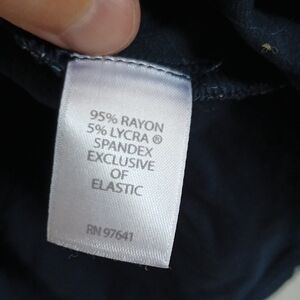 95% RAYON
5% LYCRA ®
SPANDEX
EXCLUSIVE
OF
ELASTIC
RN 97641